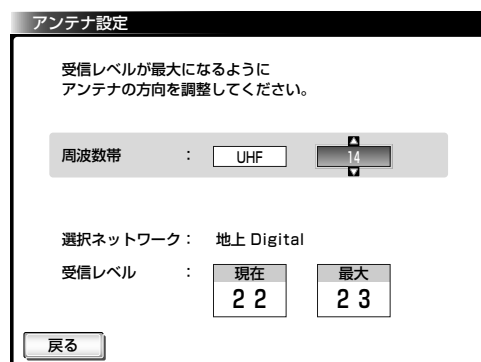 アンテナ設定
受信レベルが最大になるように
アンテナの方向を調整してください。
周波数帯 : UHF 14
選択ネットワーク : 地上 Digital
受信レベル : 現在 最大
22 23
戻る